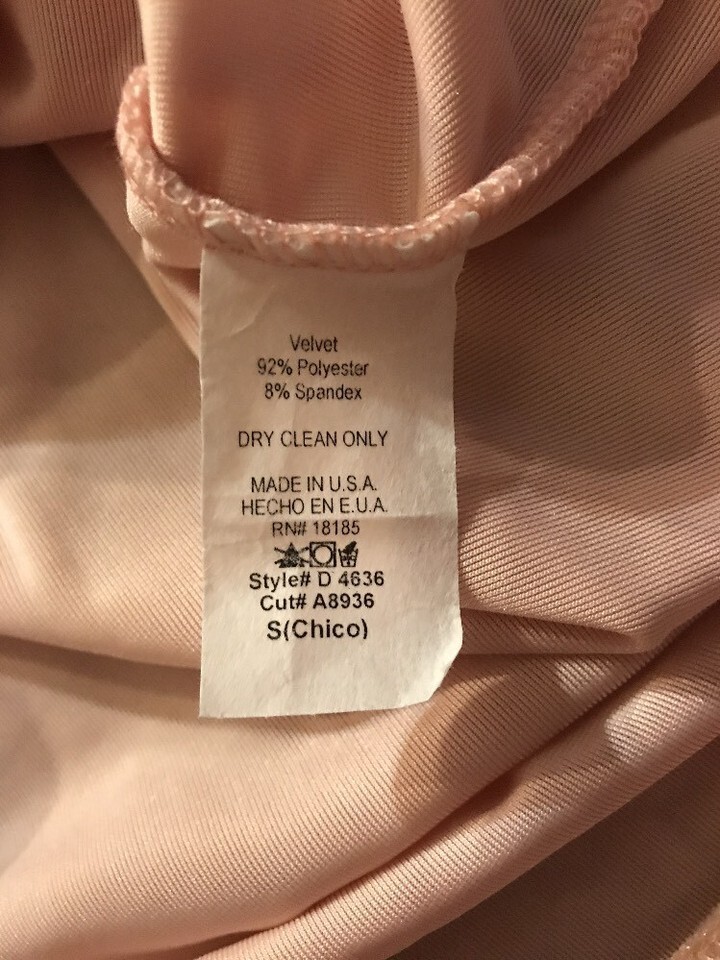 Velvet
92% Polyester
8% Spandex
DRY CLEAN ONLY
MADE IN U.S.A.
HECHO EN E.U.A.
RN# 18185
Style# D 4636
Cut# A8936
S(Chico)